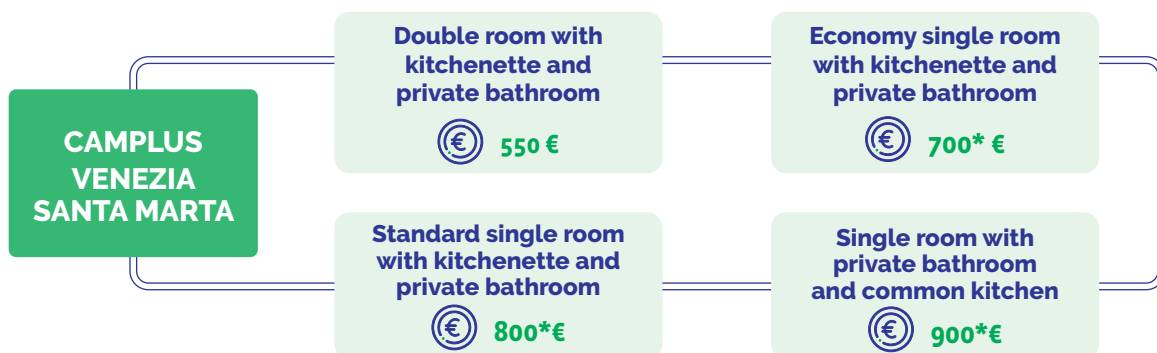 CAMPLUS
VENEZIA
SANTA MARTA
Double room with
kitchenette and
private bathroom
€ 550 €
Economy single room
with kitchenette and
private bathroom
€ 700* €
Standard single room
with kitchenette and
private bathroom
€ 800*€
Single room with
private bathroom
and common kitchen
€ 900*€